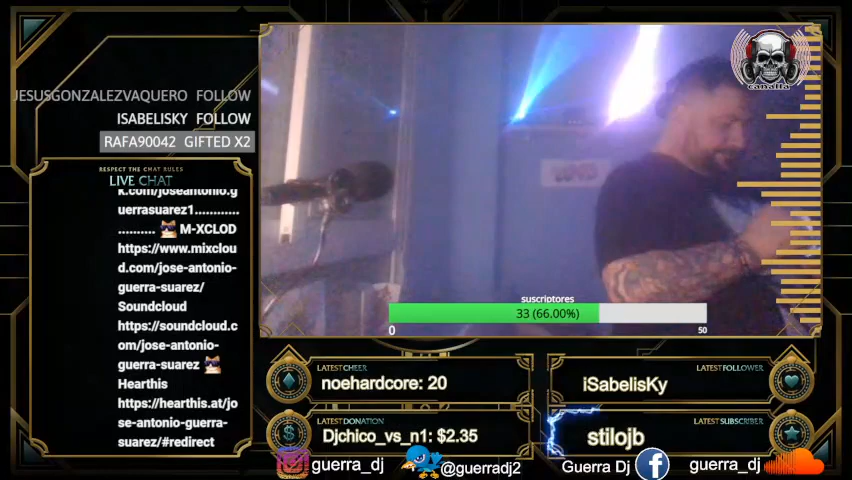 JESUSGONZALEZVAQUERO FOLLOW
ISABELISKY FOLLOW
RAFA90042 GIFTED X2
RESPECT THE CHAT RULES
LIVE CHAT
k.com/joseantonio.g
uerrasuarez1.............
.......... M-XCLOD
https://www.mixclou
d.com/jose-antonio-
guerra-suarez/
Soundcloud
https://soundcloud.c
om/jose-antonio-
guerra-suarez
Hearthis
https://hearthis.at/jo
se-antonio-guerra-
suarez/#redirect
canalla
suscriptores
33 (66.00%)
0
50
LATEST CHEER
noehardcore: 20
LATEST FOLLOWER
iSabelisKy
LATEST DONATION
Djchico_vs_n1: $2.35
LATEST SUBSCRIBER
stilojb
guerra_dj
@guerradj2
Guerra Dj
guerra_dj